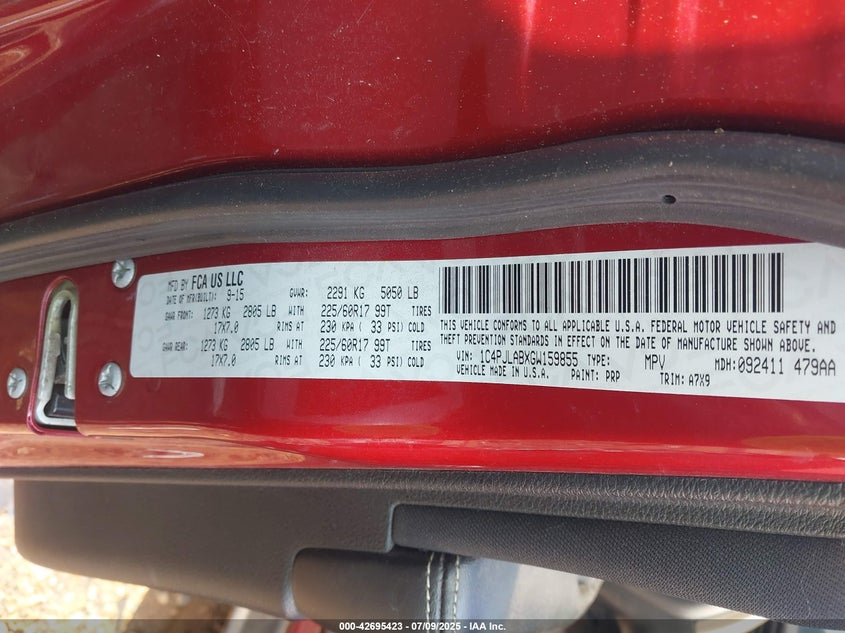 MFD BY FCA US LLC
DATE OF MFR(BUILT): 9-15 GVWR: 2291 KG 5050 LB
GAWR FRONT: 1273 KG 2805 LB WITH 225/60R17 99T TIRES
17X7.0 RIMS AT 230 KPA ( 33 PSI) COLD
GAWR REAR: 1273 KG 2805 LB WITH 225/60R17 99T TIRES
17X7.0 RIMS AT 230 KPA ( 33 PSI) COLD
THIS VEHICLE CONFORMS TO ALL APPLICABLE U.S.A. FEDERAL MOTOR VEHICLE SAFETY AND
THEFT PREVENTION STANDARDS IN EFFECT ON THE DATE OF MANUFACTURE SHOWN ABOVE.
VIN: 1C4PJLABXGW159855 TYPE: MPV MDH: 092411 479AA
VEHICLE MADE IN U.S.A. PAINT: PRP TRIM: A7X9
000-42695423 - 07/09/2025 - IAA Inc.